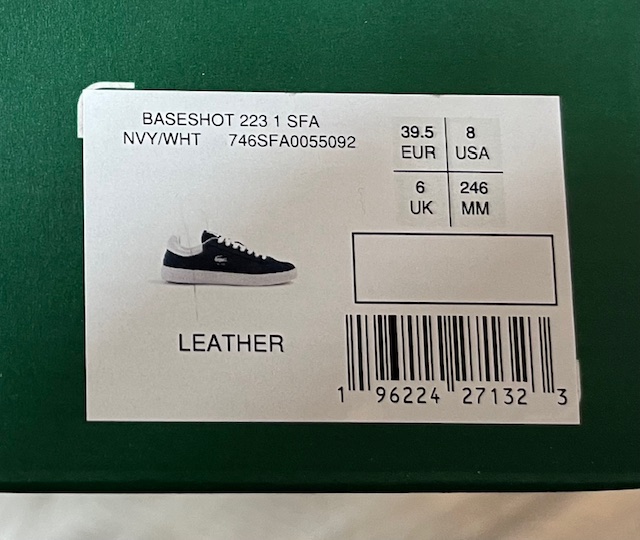 BASESHOT 223 1 SFA
NVY/WHT 746SFA0055092
39.5 8
EUR USA
6 246
UK MM
LEATHER
1 96224 27132 3